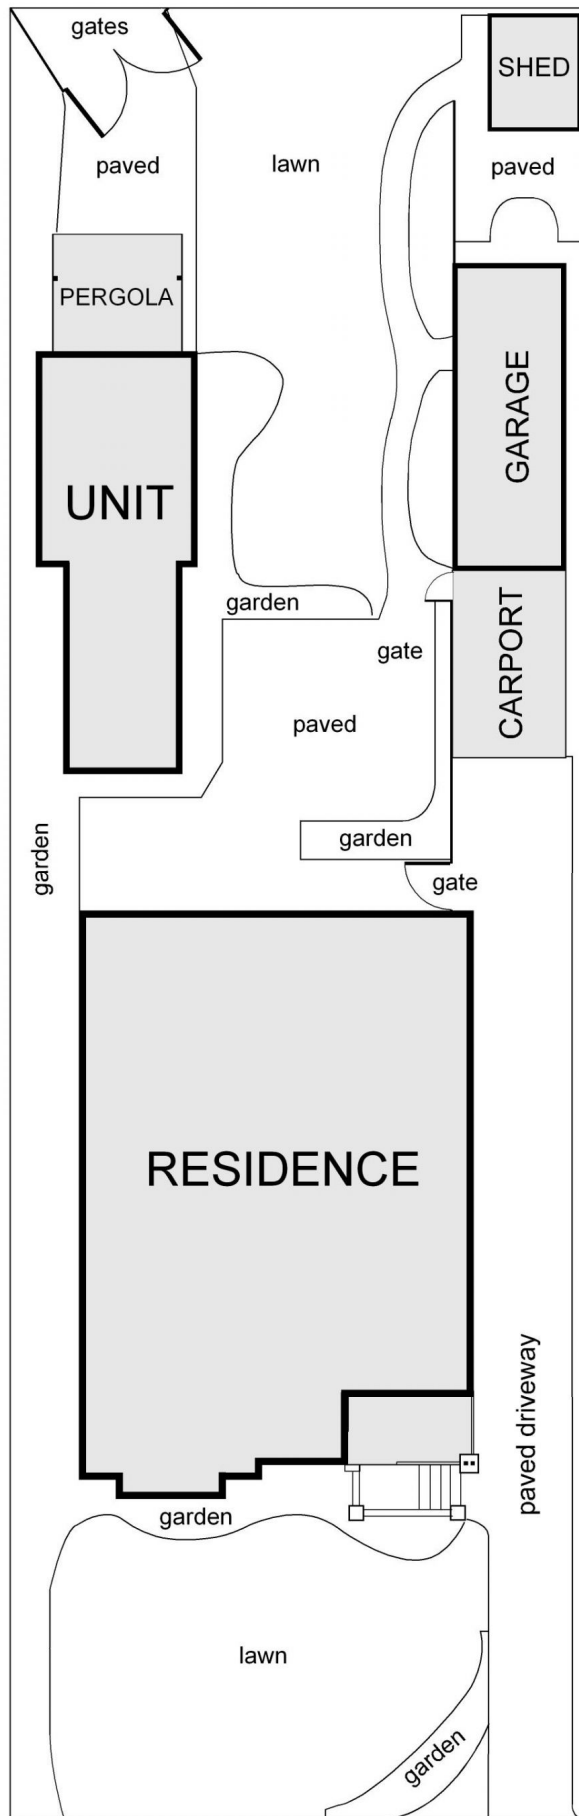 gates
SHED
paved
lawn
paved
PERGOLA
GARAGE
UNIT
garden
CARPORT
gate
paved
garden
garden
gate
RESIDENCE
paved driveway
garden
lawn
garden